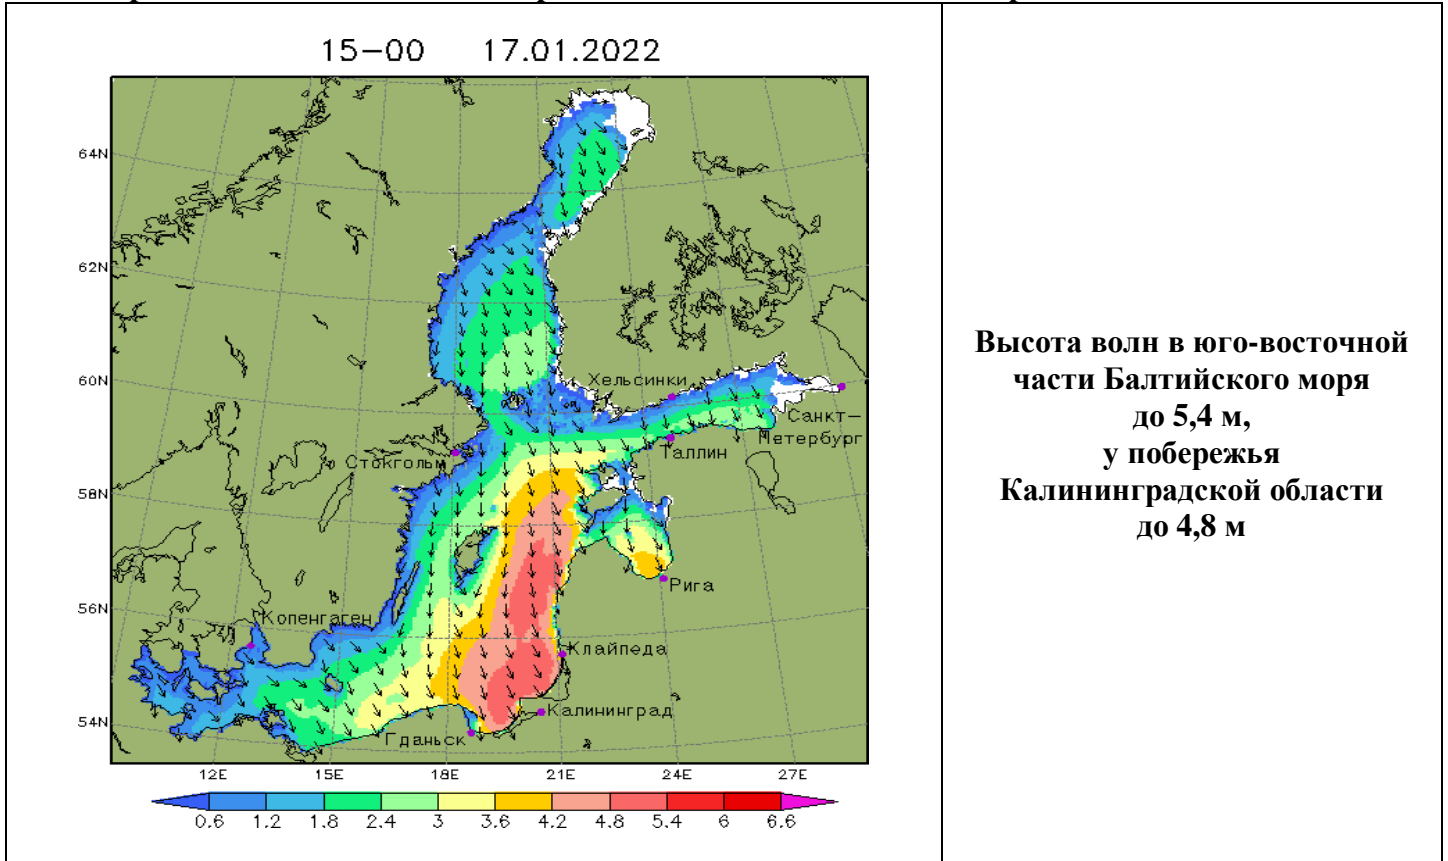 15-00 17.01.2022
64N
62N
60N
58N
56N
54N
Хельсинки
Санкт-
Петербург
Таллин
Стокгольм
Рига
Копенгаген
Клайпеда
Калининград
Гданьск
12E 15E 18E 21E 24E 27E
0.6 1.2 1.8 2.4 3 3.6 4.2 4.8 5.4 6 6.6
Высота волн в юго-восточной
части Балтийского моря
до 5,4 м,
у побережья
Калининградской области
до 4,8 м